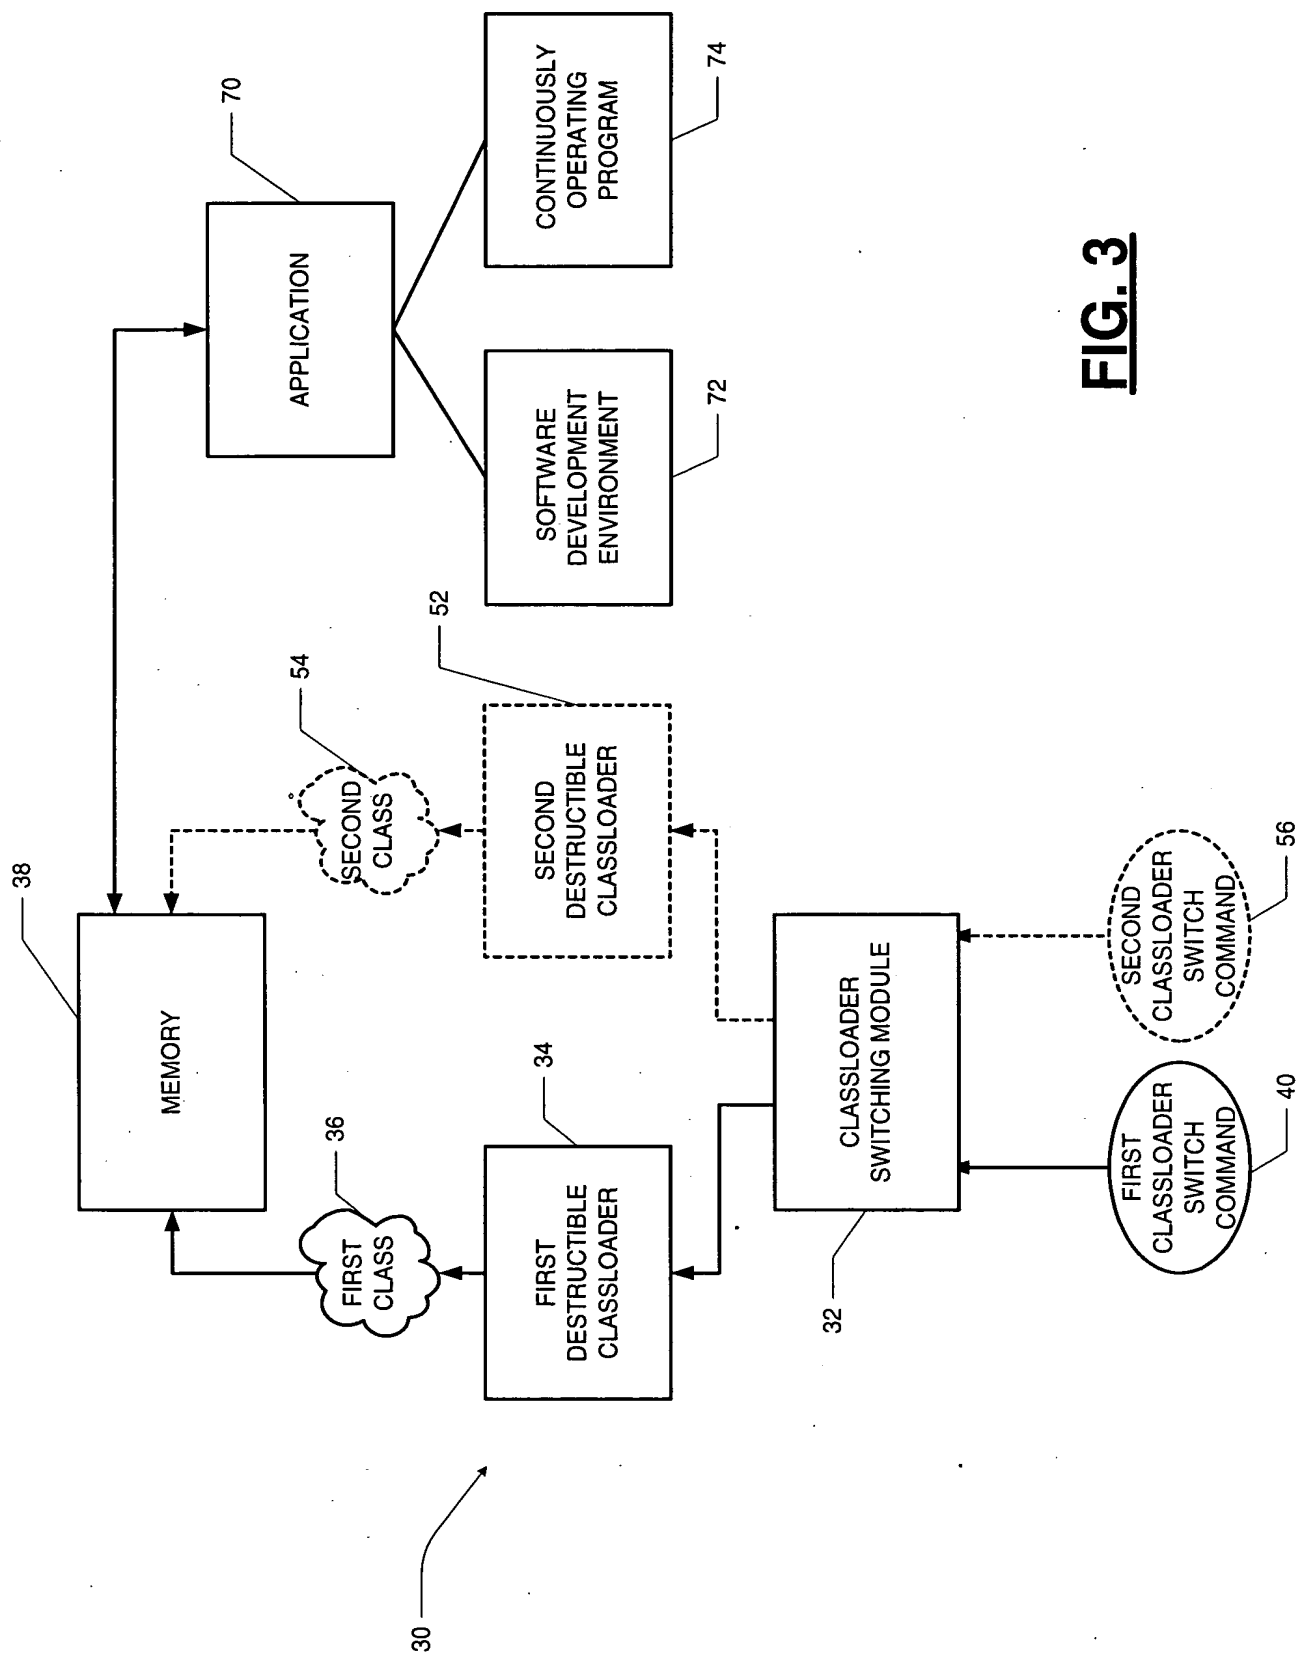 30
38
MEMORY
36
FIRST
CLASS
54
SECOND
CLASS
70
APPLICATION
34
FIRST
DESTRUCTIBLE
CLASSLOADER
52
SECOND
DESTRUCTIBLE
CLASSLOADER
SOFTWARE
DEVELOPMENT
ENVIRONMENT
72
CONTINUOUSLY
OPERATING
PROGRAM
74
32
CLASSLOADER
SWITCHING MODULE
FIRST
CLASSLOADER
SWITCH
COMMAND
40
SECOND
CLASSLOADER
SWITCH
COMMAND
56
FIG. 3